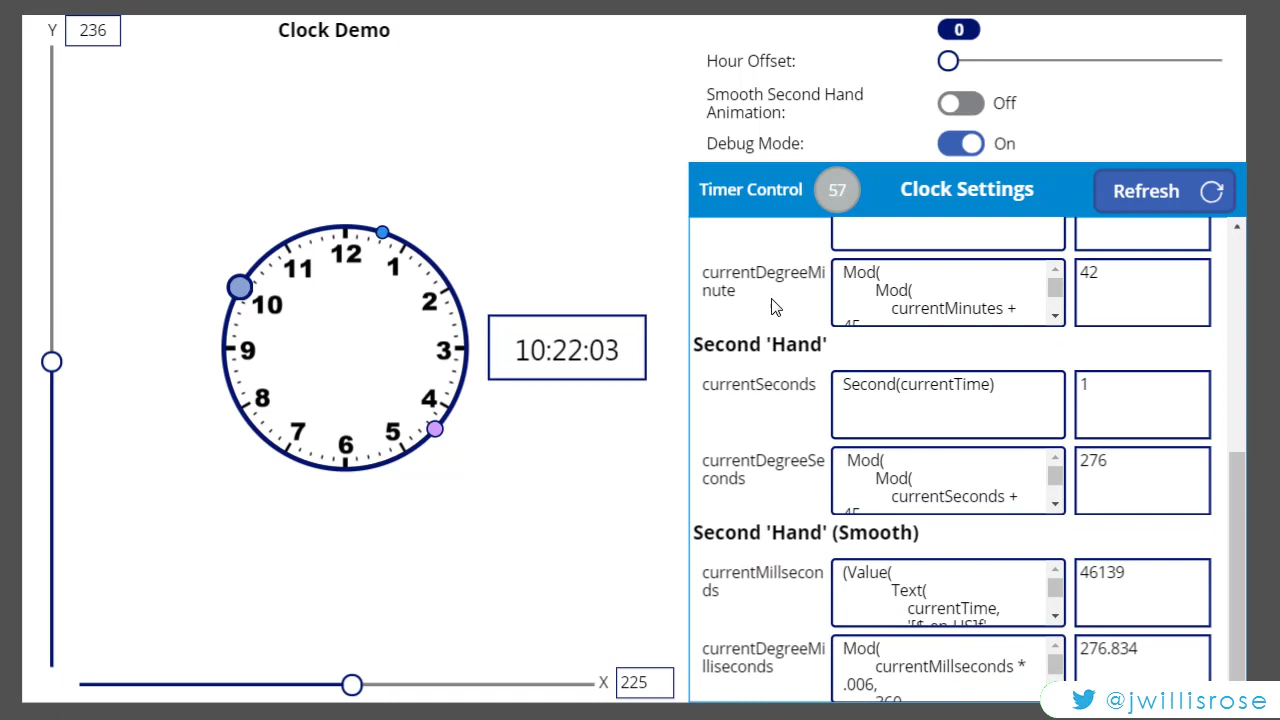 Y 236
Clock Demo
0
Hour Offset:
Smooth Second Hand
Animation:
Off
Debug Mode:
On
Timer Control 57 Clock Settings Refresh
12
11
1
10
2
9
3
8
4
7
5
6
10:22:03
currentDegreeMi
nute
Mod(
Mod(
currentMinutes +
45
42
Second 'Hand'
currentSeconds
Second(currentTime)
1
currentDegreeSe
conds
Mod(
Mod(
currentSeconds +
45
276
Second 'Hand' (Smooth)
currentMillsecon
ds
(Value(
Text(
currentTime,
46139
currentDegreeMi
lliseconds
Mod(
currentMillseconds *
.006,
360
276.834
X 225
@jwillisrose